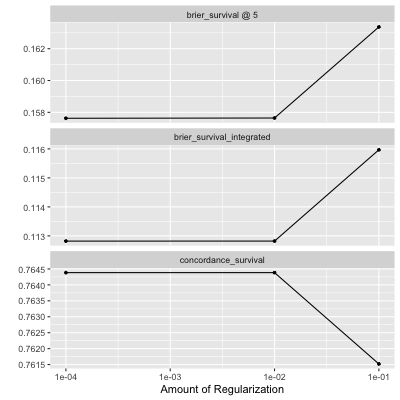 brier_survival @ 5
0.162
0.160
0.158
brier_survival_integrated
0.116
0.115
0.114
0.113
concordance_survival
0.7645
0.7640
0.7635
0.7630
0.7625
0.7620
0.7615
1e-04 1e-03 1e-02 1e-01
Amount of Regularization